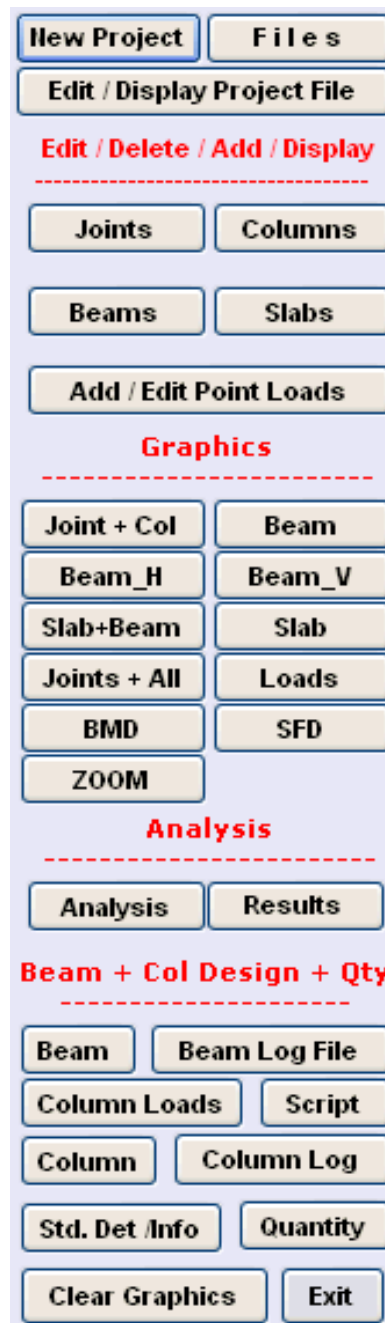 New Project F i l e s
Edit / Display Project File
Edit / Delete / Add / Display
Joints Columns
Beams Slabs
Add / Edit Point Loads
Graphics
Joint + Col Beam
Beam_H Beam_V
Slab+Beam Slab
Joints + All Loads
BMD SFD
ZOOM
Analysis
Analysis Results
Beam + Col Design + Qty
Beam Beam Log File
Column Loads Script
Column Column Log
Std. Det /Info Quantity
Clear Graphics Exit